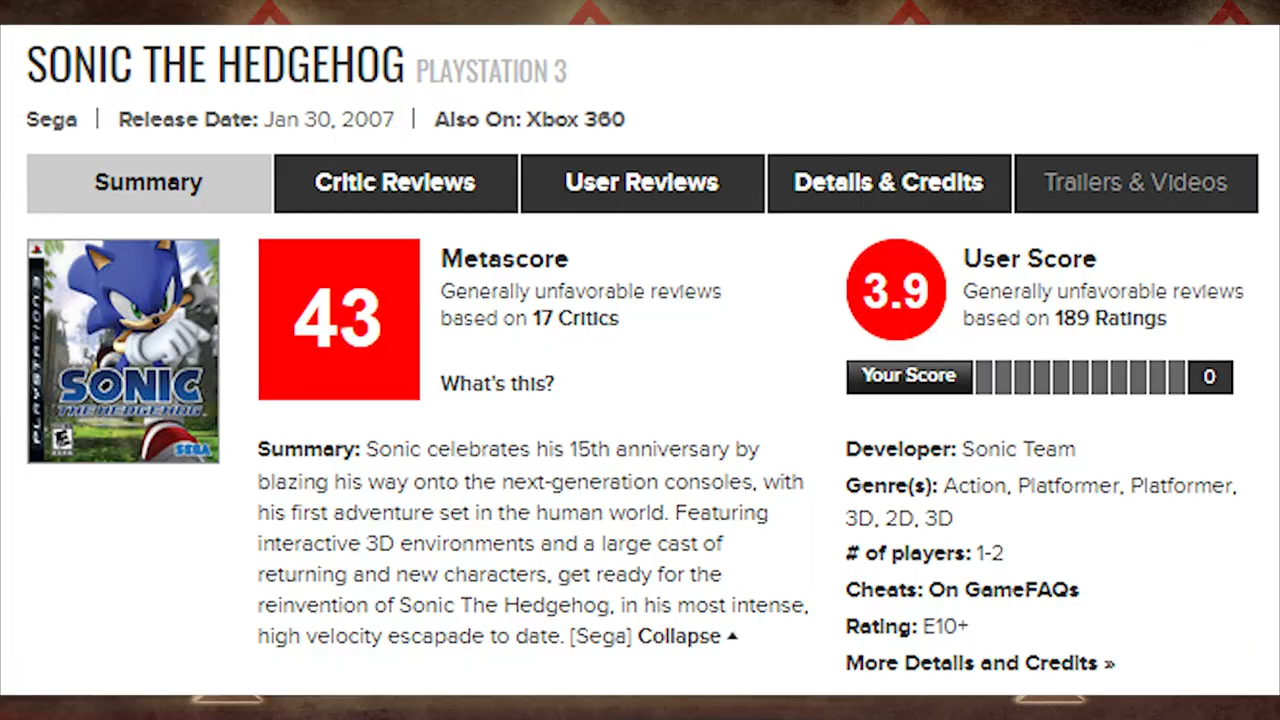 SONIC THE HEDGEHOG PLAYSTATION 3
Sega | Release Date: Jan 30, 2007 | Also On: Xbox 360
Summary Critic Reviews User Reviews Details & Credits Trailers & Videos
PLAYSTATION 3
SONIC
THE HEDGEHOG
E
SEGA
43
Metascore
Generally unfavorable reviews
based on 17 Critics
What's this?
3.9
User Score
Generally unfavorable reviews
based on 189 Ratings
Your Score 0
Summary: Sonic celebrates his 15th anniversary by
blazing his way onto the next-generation consoles, with
his first adventure set in the human world. Featuring
interactive 3D environments and a large cast of
returning and new characters, get ready for the
reinvention of Sonic The Hedgehog, in his most intense,
high velocity escapade to date. [Sega] Collapse
Developer: Sonic Team
Genre(s): Action, Platformer, Platformer,
3D, 2D, 3D
# of players: 1-2
Cheats: On GameFAQs
Rating: E10+
More Details and Credits »